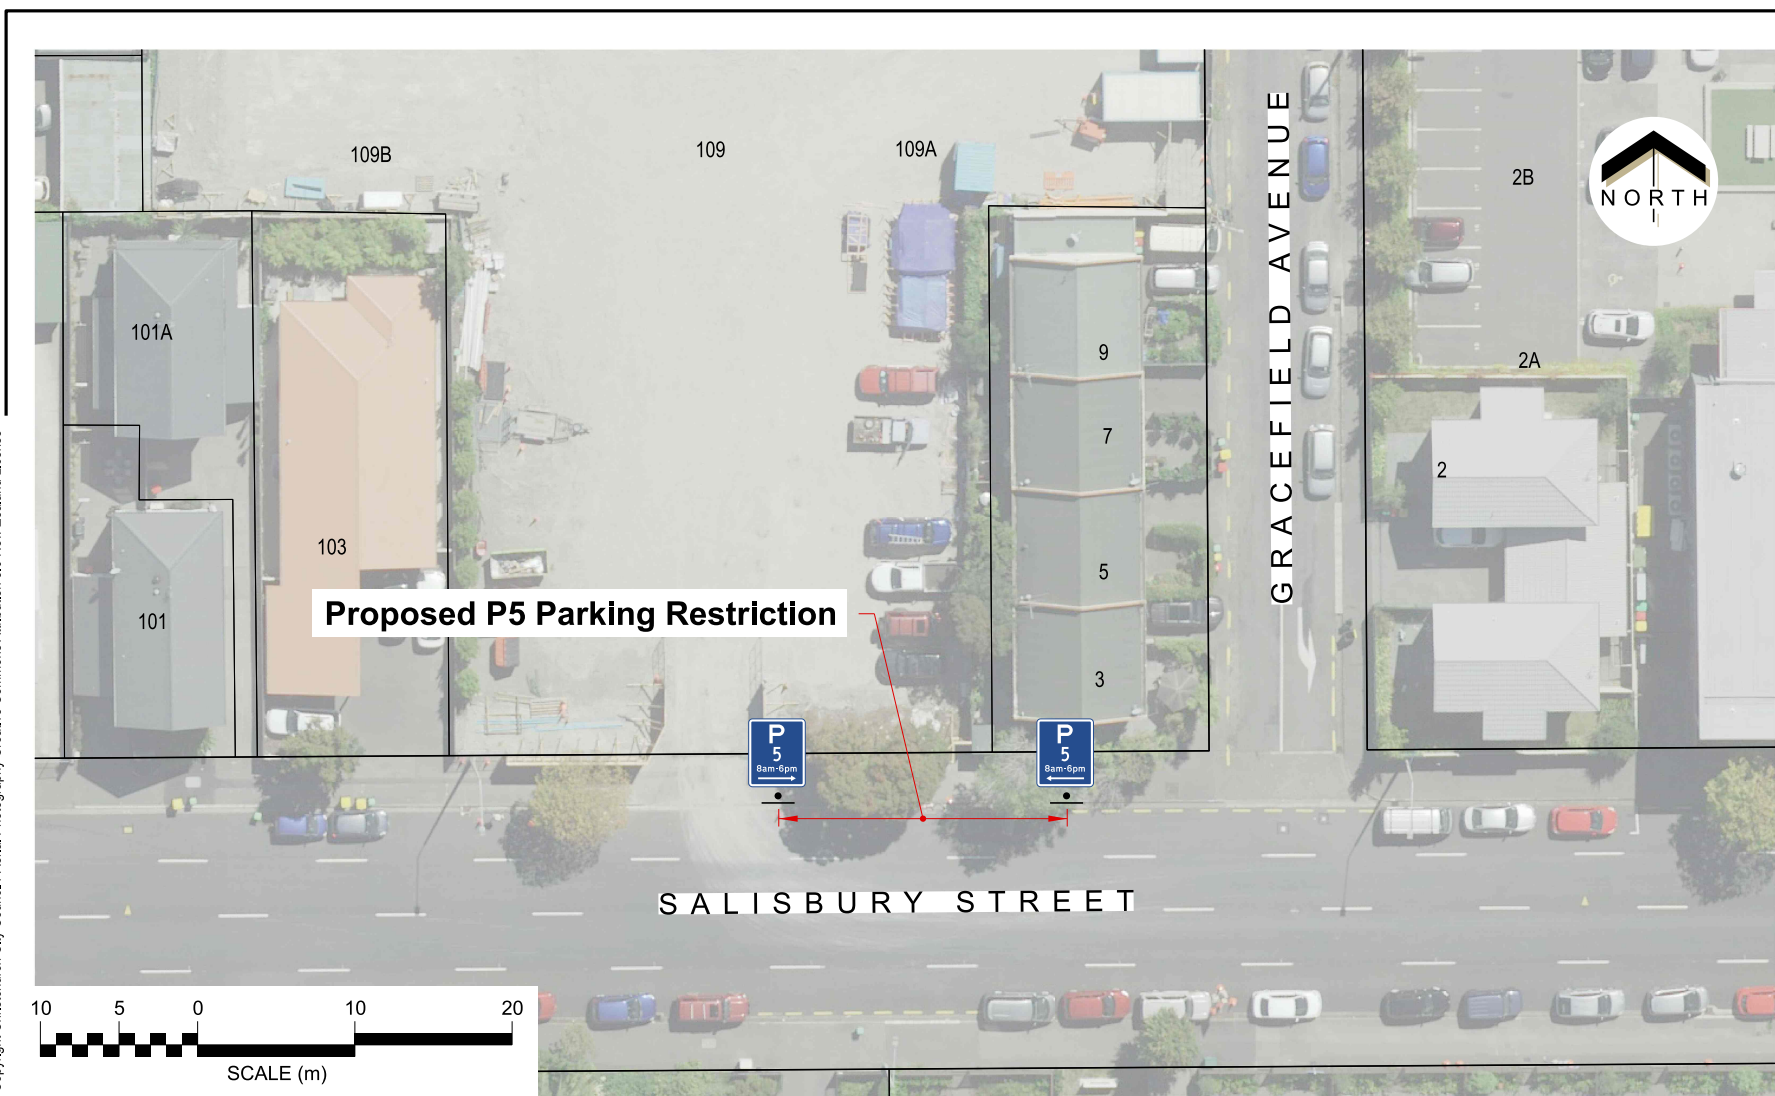 109B
109
109A
GRACEFIELD AVENUE
2B
NORTH
101A
9
2A
7
2
103
5
Proposed P5 Parking Restriction
101
3
P
5
8am-6pm
P
5
8am-6pm
SALISBURY STREET
10 5 0 10 20
SCALE (m)